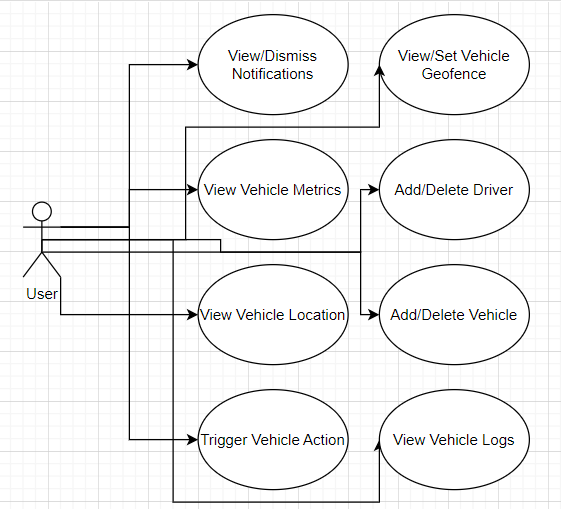 View/Dismiss
Notifications
View/Set Vehicle
Geofence
View Vehicle Metrics
Add/Delete Driver
User
View Vehicle Location
Add/Delete Vehicle
Trigger Vehicle Action
View Vehicle Logs